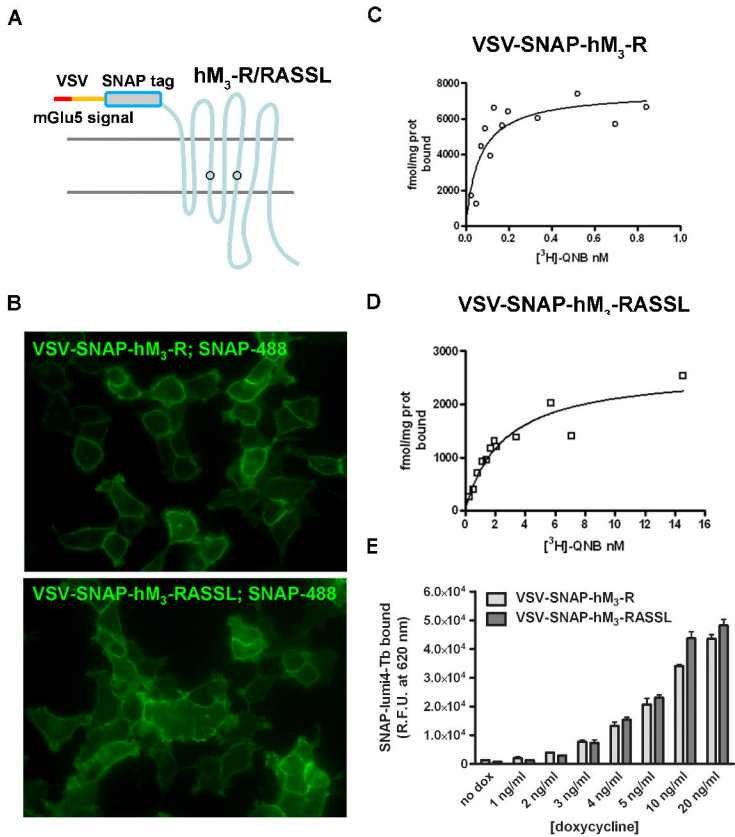 A
VSV SNAP tag hM3-R/RASSL
mGlu5 signal
B
VSV-SNAP-hM3-R; SNAP-488
VSV-SNAP-hM3-RASSL; SNAP-488
C
VSV-SNAP-hM3-R
fmol/mg prot
bound
8000
6000
4000
2000
0
0.0 0.2 0.4 0.6 0.8 1.0
[³H]-QNB nM
D
VSV-SNAP-hM3-RASSL
fmol/mg prot
bound
3000
2000
1000
0
0 2 4 6 8 10 12 14 16
[³H]-QNB nM
E
VSV-SNAP-hM3-R
VSV-SNAP-hM3-RASSL
SNAP-lumi4-Tb bound
(R.F.U. at 620 nm)
6.0×10⁴
5.0×10⁴
4.0×10⁴
3.0×10⁴
2.0×10⁴
1.0×10⁴
0
no dox
1 ng/ml
2 ng/ml
3 ng/ml
4 ng/ml
5 ng/ml
10 ng/ml
20 ng/ml
[doxycycline]